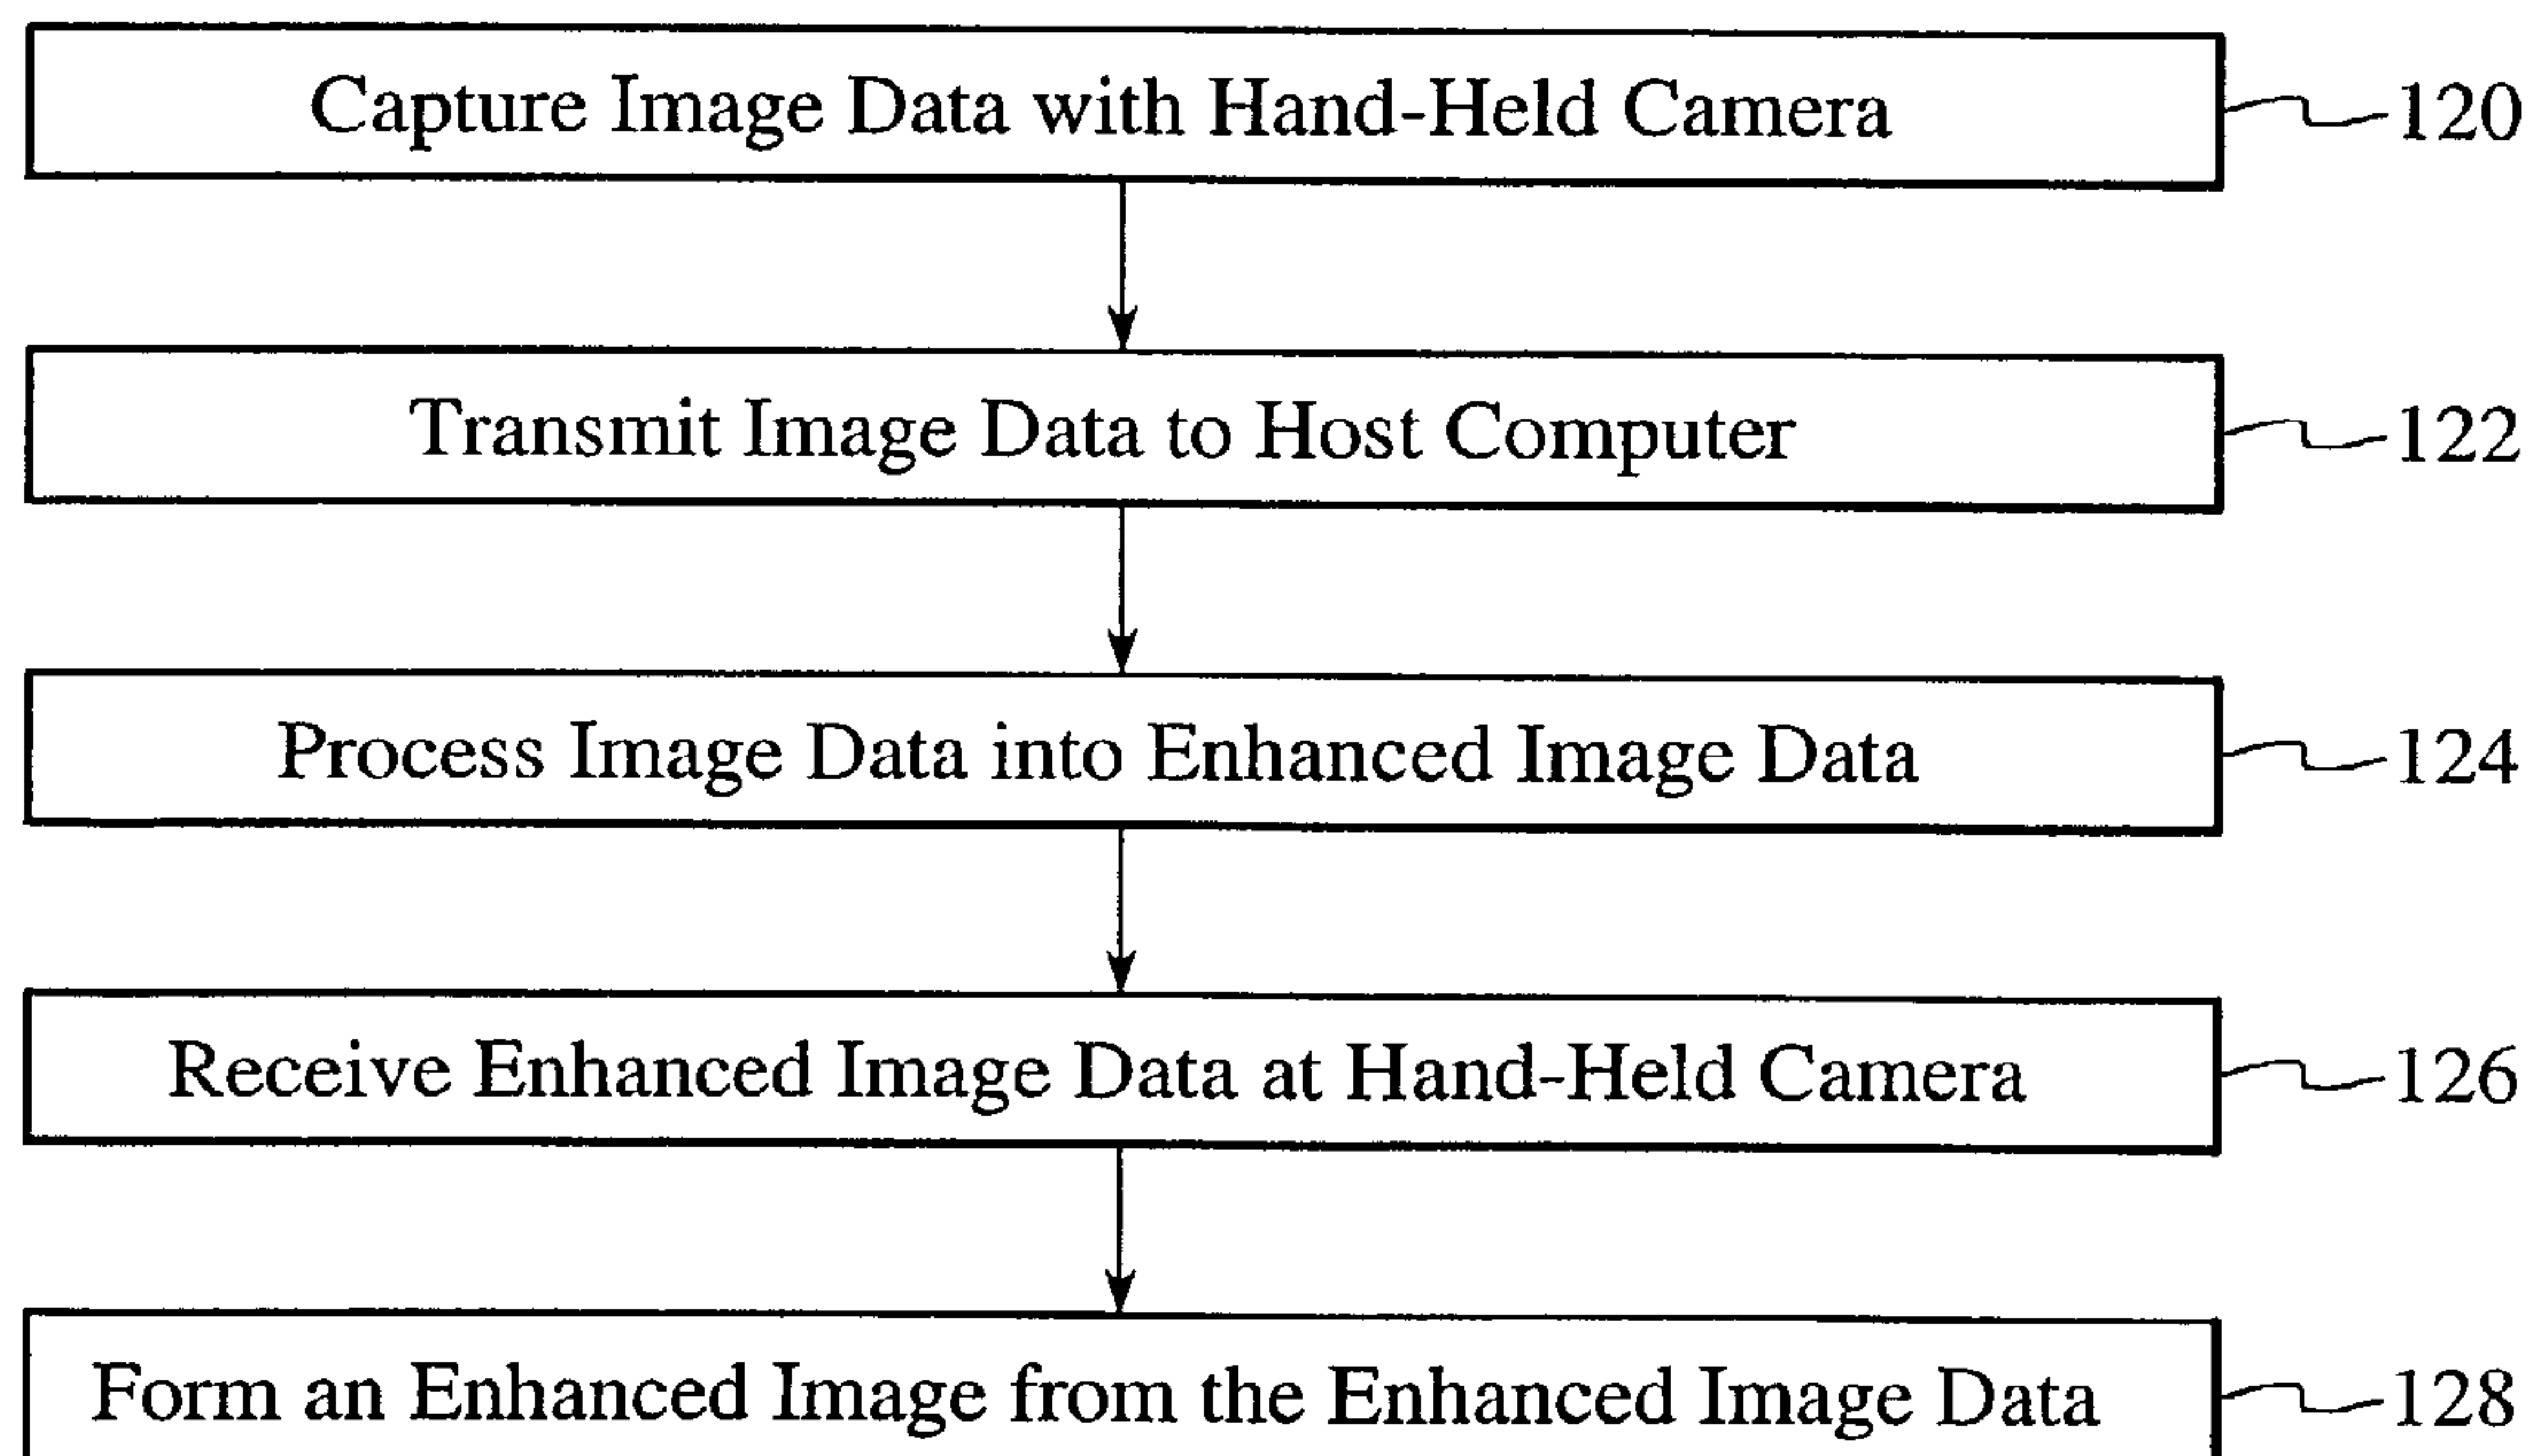 Capture Image Data with Hand-Held Camera 120
Transmit Image Data to Host Computer 122
Process Image Data into Enhanced Image Data 124
Receive Enhanced Image Data at Hand-Held Camera 126
Form an Enhanced Image from the Enhanced Image Data 128